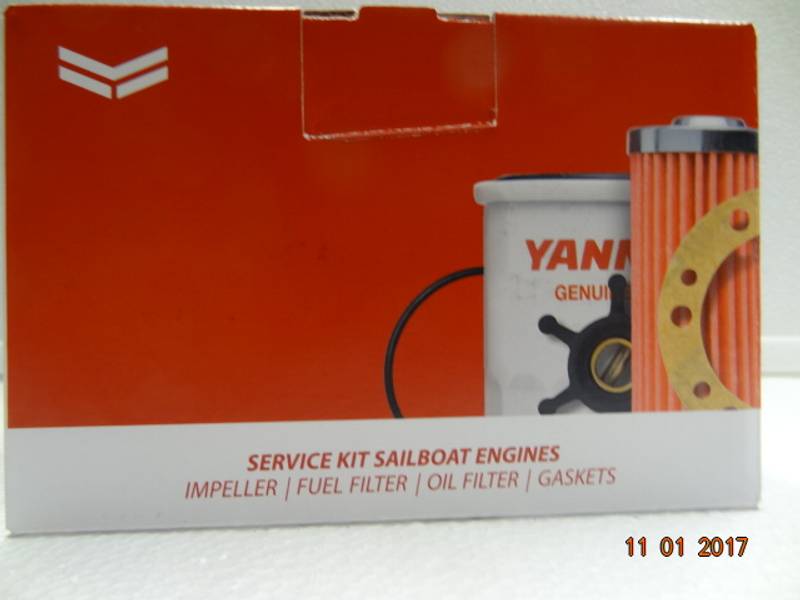 YANM
GENUI
SERVICE KIT SAILBOAT ENGINES
IMPELLER | FUEL FILTER | OIL FILTER | GASKETS
11 01 2017